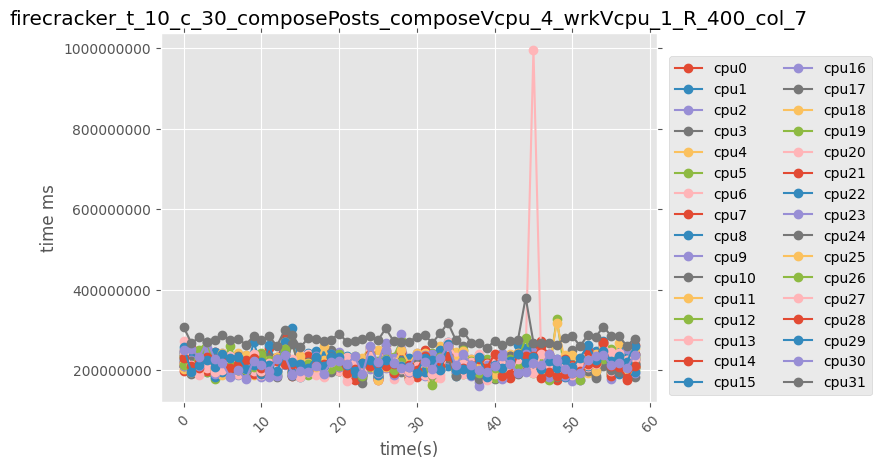 firecracker_t_10_c_30_composePosts_composeVcpu_4_wrkVcpu_1_R_400_col_7
1000000000
800000000
600000000
400000000
200000000
time ms
0
10
20
30
40
50
60
time(s)
cpu0
cpu1
cpu2
cpu3
cpu4
cpu5
cpu6
cpu7
cpu8
cpu9
cpu10
cpu11
cpu12
cpu13
cpu14
cpu15
cpu16
cpu17
cpu18
cpu19
cpu20
cpu21
cpu22
cpu23
cpu24
cpu25
cpu26
cpu27
cpu28
cpu29
cpu30
cpu31